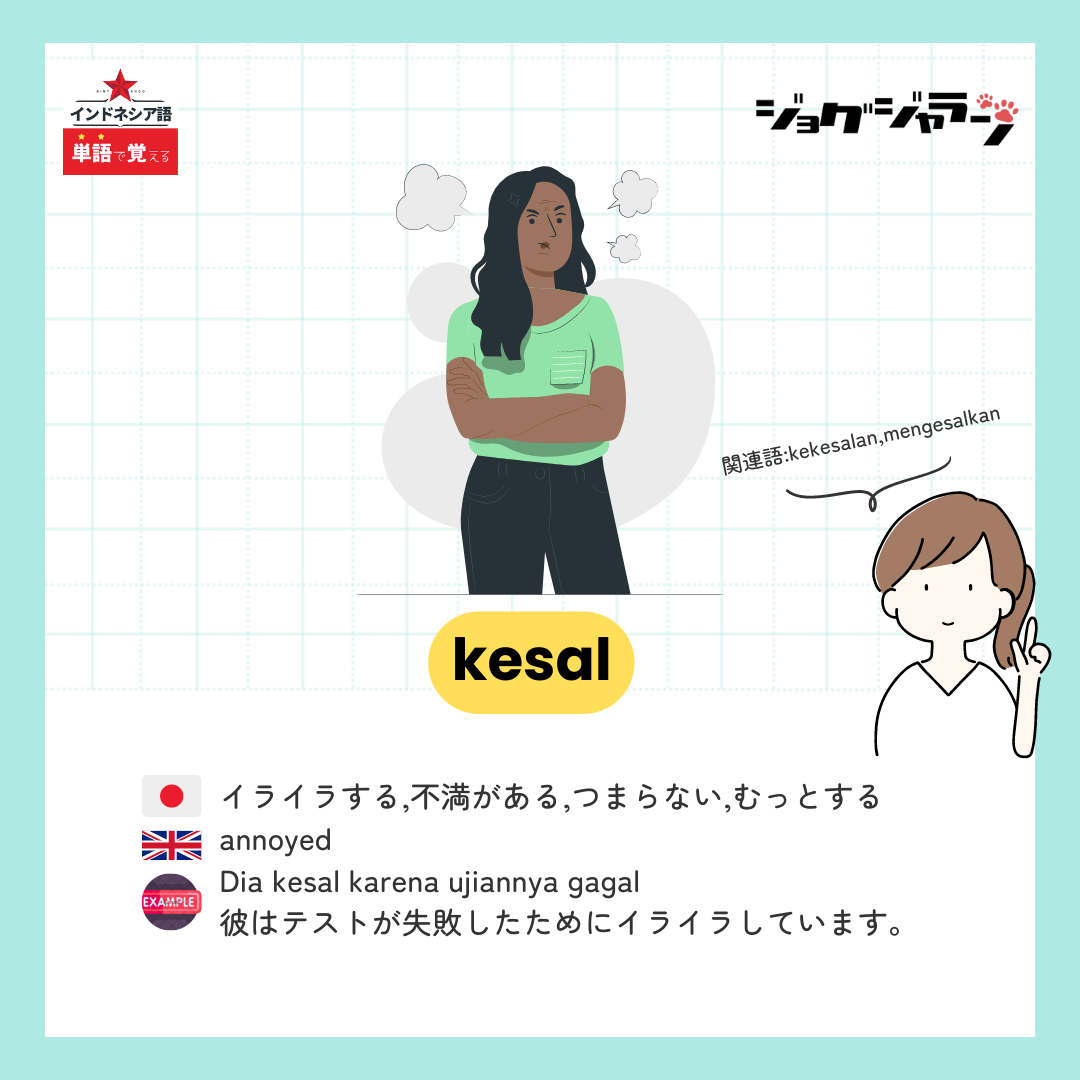 インドネシア語
単語で覚える
ジョグジャラーン
関連語:kekesalan,mengesalkan
kesal
イライラする,不満がある,つまらない,むっとする
annoyed
EXAMPLE
Dia kesal karena ujiannya gagal
彼はテストが失敗したためにイライラしています。